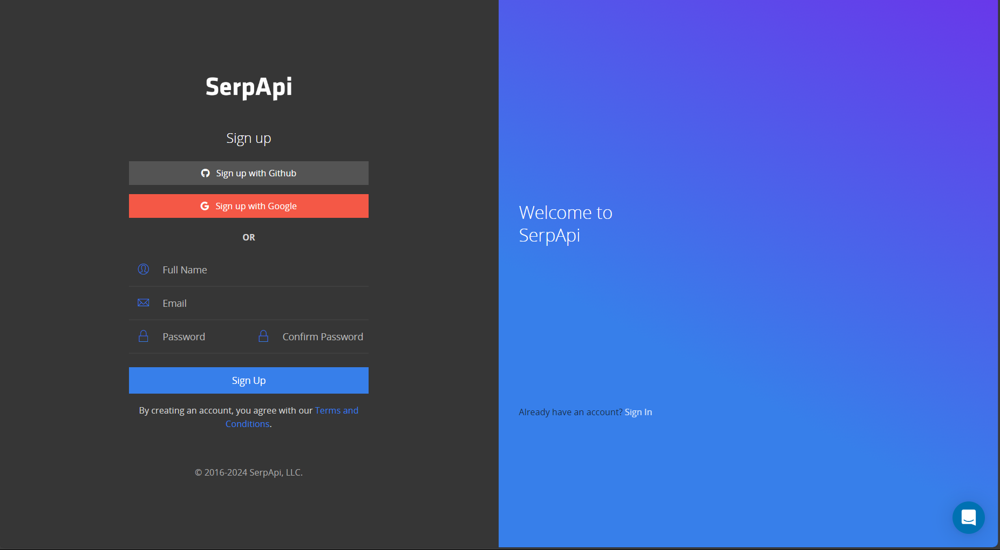 SerpApi
Sign up
Sign up with Github
Sign up with Google
OR
Full Name
Email
Password Confirm Password
Sign Up
By creating an account, you agree with our Terms and
Conditions.
© 2016-2024 SerpApi, LLC.
Welcome to
SerpApi
Already have an account? Sign In